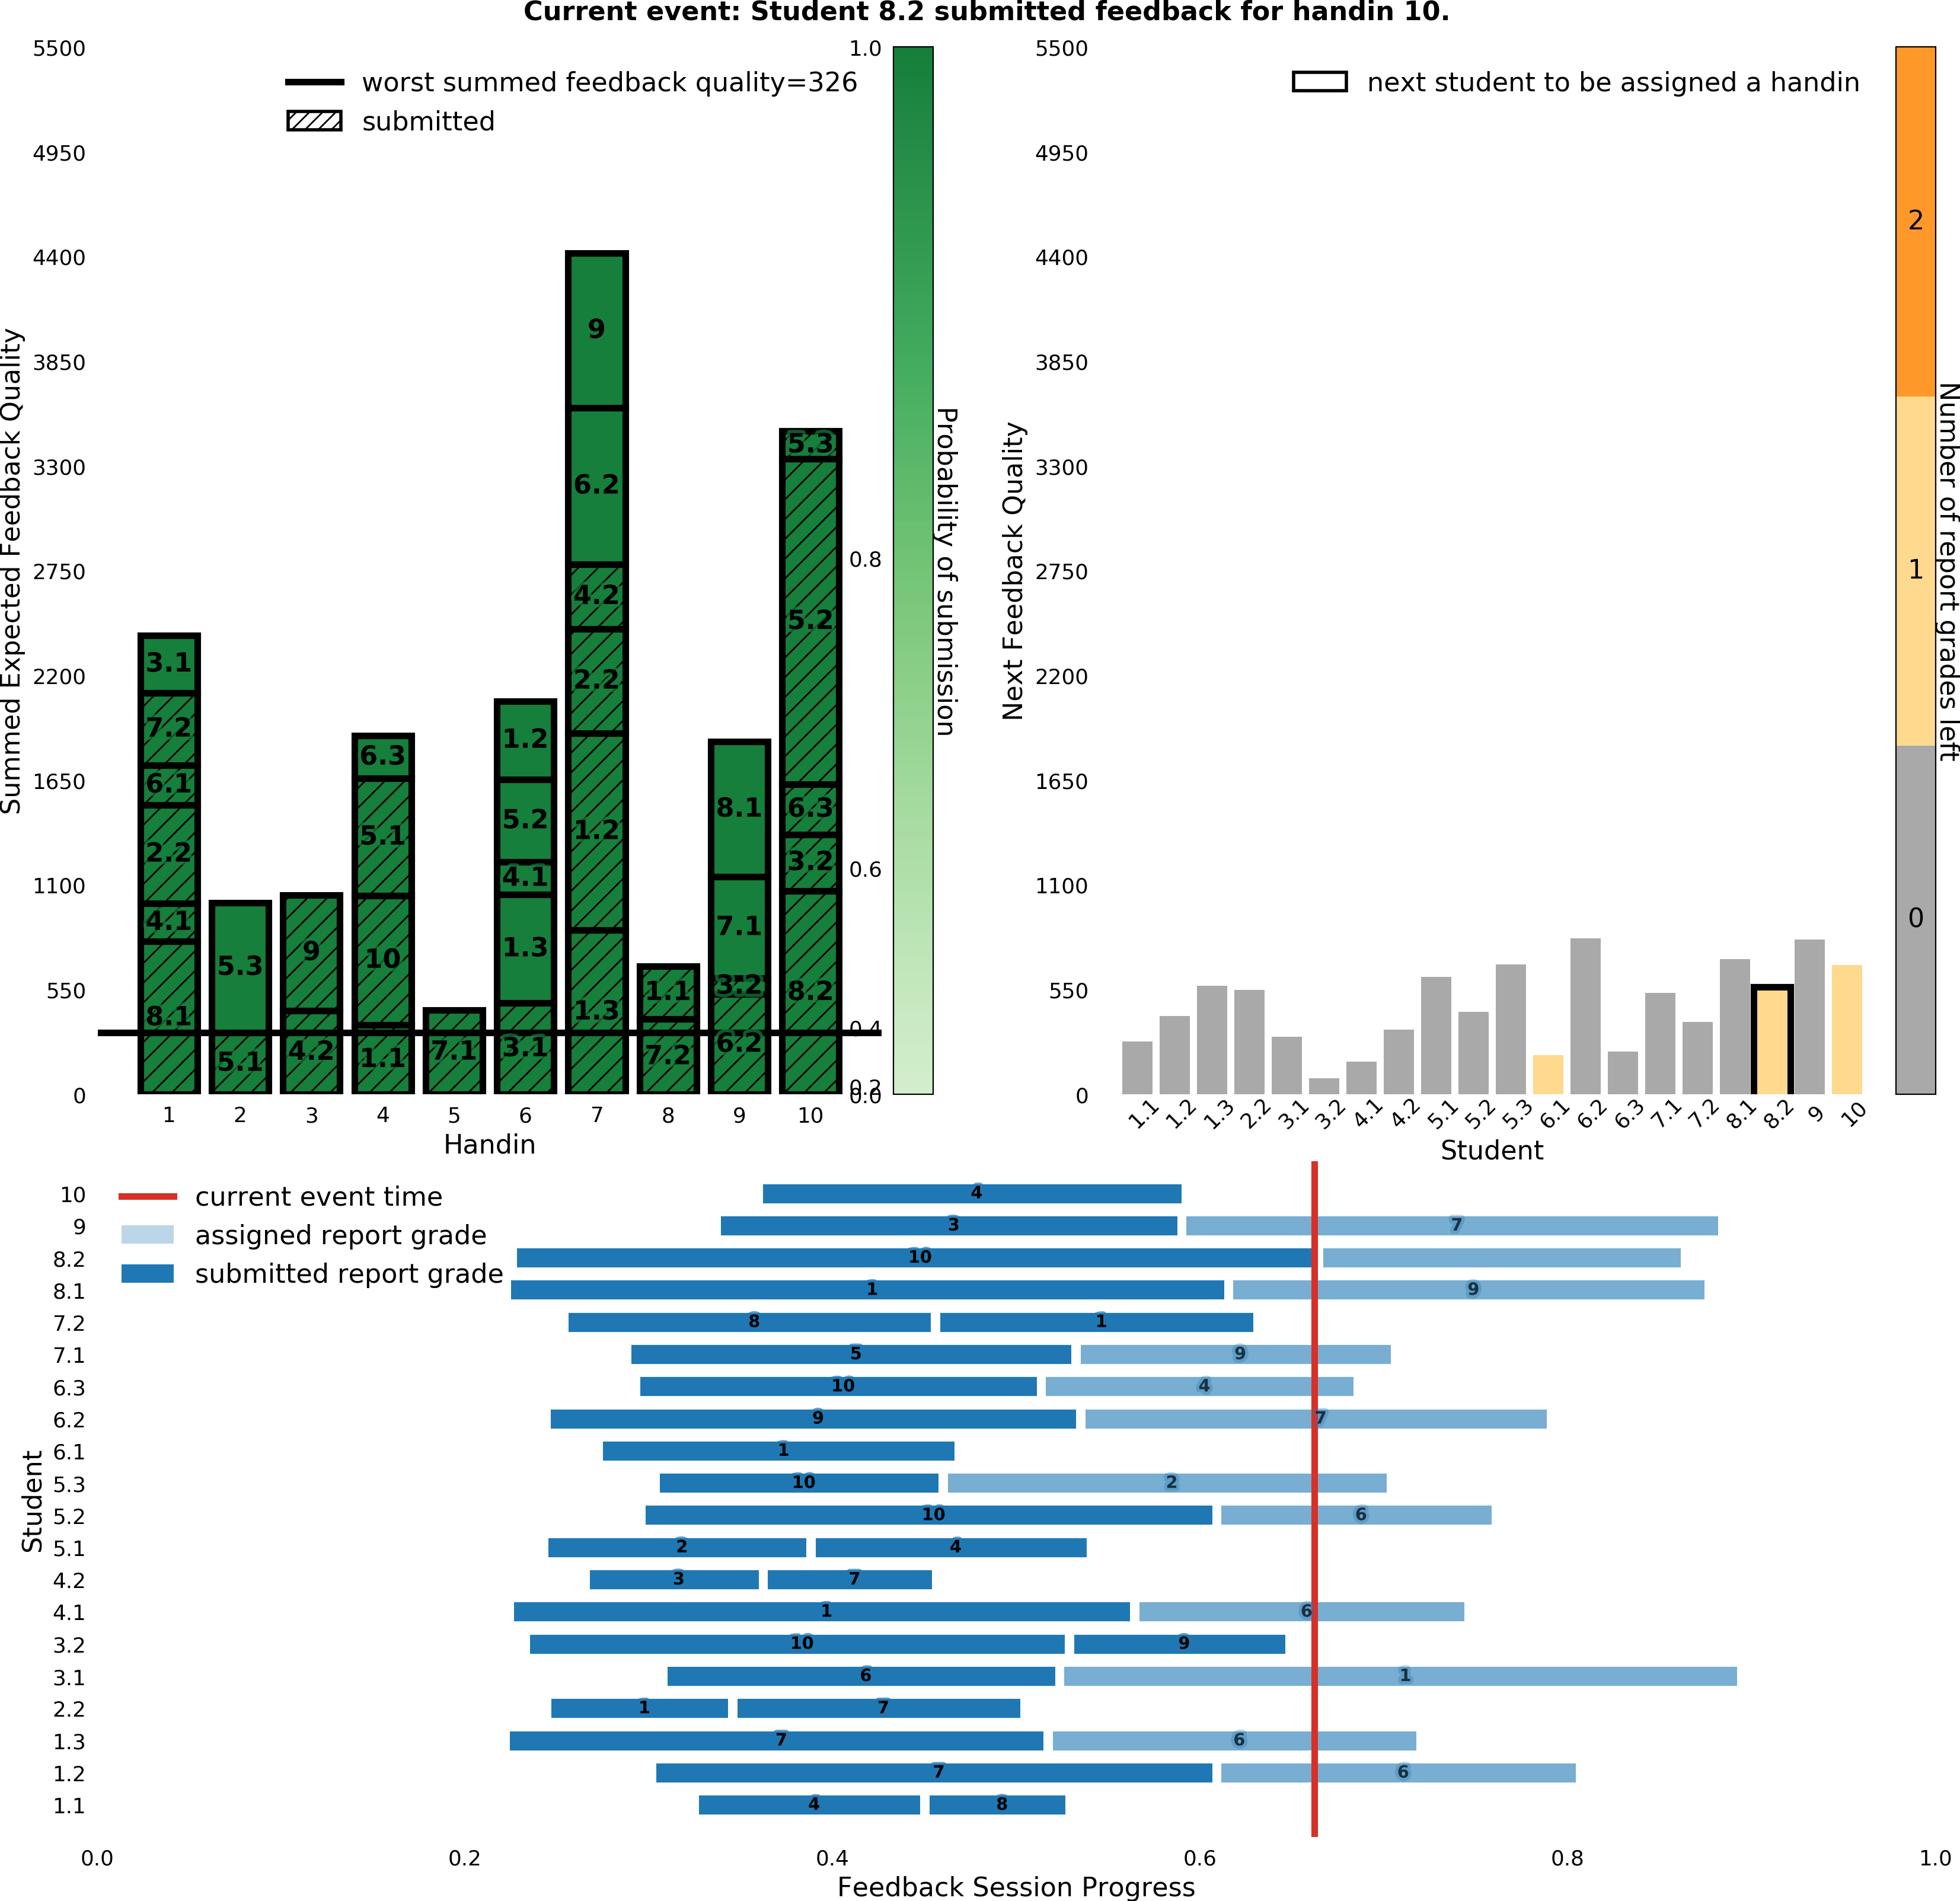 Current event: Student 8.2 submitted feedback for handin 10.
Summed Expected Feedback Quality
5500
4950
4400
3850
3300
2750
2200
1650
1100
550
0
worst summed feedback quality=326
submitted
3.1
7.2
6.1
2.2
4.1
8.1
5.3
5.1
9
4.2
6.3
5.1
10
1.1
7.1
1.2
5.2
4.1
1.3
3.1
9
6.2
4.2
2.2
1.2
1.3
1.1
7.2
8.1
7.1
3.2
6.2
5.3
5.2
6.3
3.2
8.2
1 2 3 4 5 6 7 8 9 10
Handin
1.0
0.8
0.6
0.4
0.2
0.0
Probability of submission
Next Feedback Quality
5500
4950
4400
3850
3300
2750
2200
1650
1100
550
0
next student to be assigned a handin
1.1 1.2 1.3 2.2 3.1 3.2 4.1 4.2 5.1 5.2 5.3 6.1 6.2 6.3 7.1 7.2 8.1 8.2 9 10
Student
2
1
0
Number of report grades left
current event time
assigned report grade
submitted report grade
Student
10 4
9 3 7
8.2 10
8.1 1 9
7.2 8 1
7.1 5 9
6.3 10 4
6.2 9 7
6.1 1
5.3 10 2
5.2 10 6
5.1 2 4
4.2 3 7
4.1 1 6
3.2 10 9
3.1 6 1
2.2 1 7
1.3 7 6
1.2 7 6
1.1 4 8
0.0 0.2 0.4 0.6 0.8 1.0
Feedback Session Progress